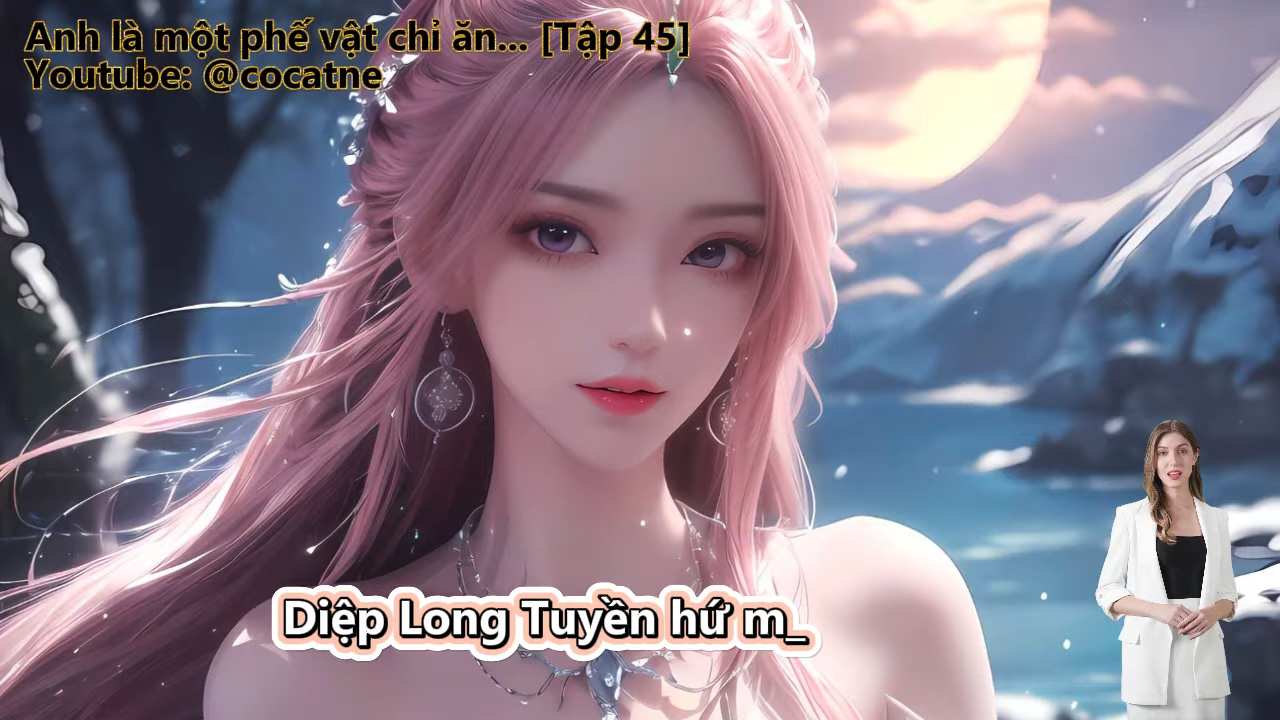 Anh là một phế vật chỉ ăn... [Tập 45]
Youtube: @cocatne
Diệp Long Tuyền hứ m_